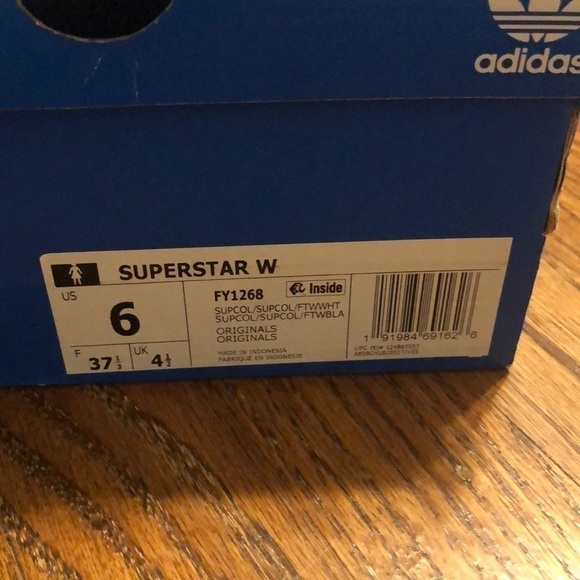 adidas
SUPERSTAR W
US
6
F 37 1/3
UK 4 1/2
FY1268
Inside
SUPCOL/SUPCOL/FTWWHT
SUPCOL/SUPCOL/FTWBLA
ORIGINALS
ORIGINALS
MADE IN INDONESIA
FABRIQUÉ EN INDONÉSIE
1 91984 69162 6